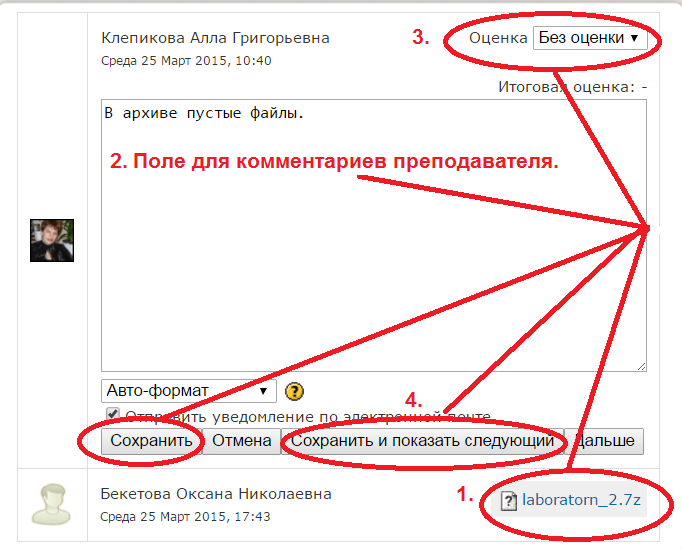 Клепикова Алла Григорьевна
3.
Оценка Без оценки
Среда 25 Март 2015, 10:40
Итоговая оценка: -
В архиве пустые файлы.
2. Поле для комментариев преподавателя.
Авто-формат
?
4.
Отправить уведомление по электронной почте
Сохранить Отмена Сохранить и показать следующий Дальше
Бекетова Оксана Николаевна
1.
? laboratorn_2.7z
Среда 25 Март 2015, 17:43